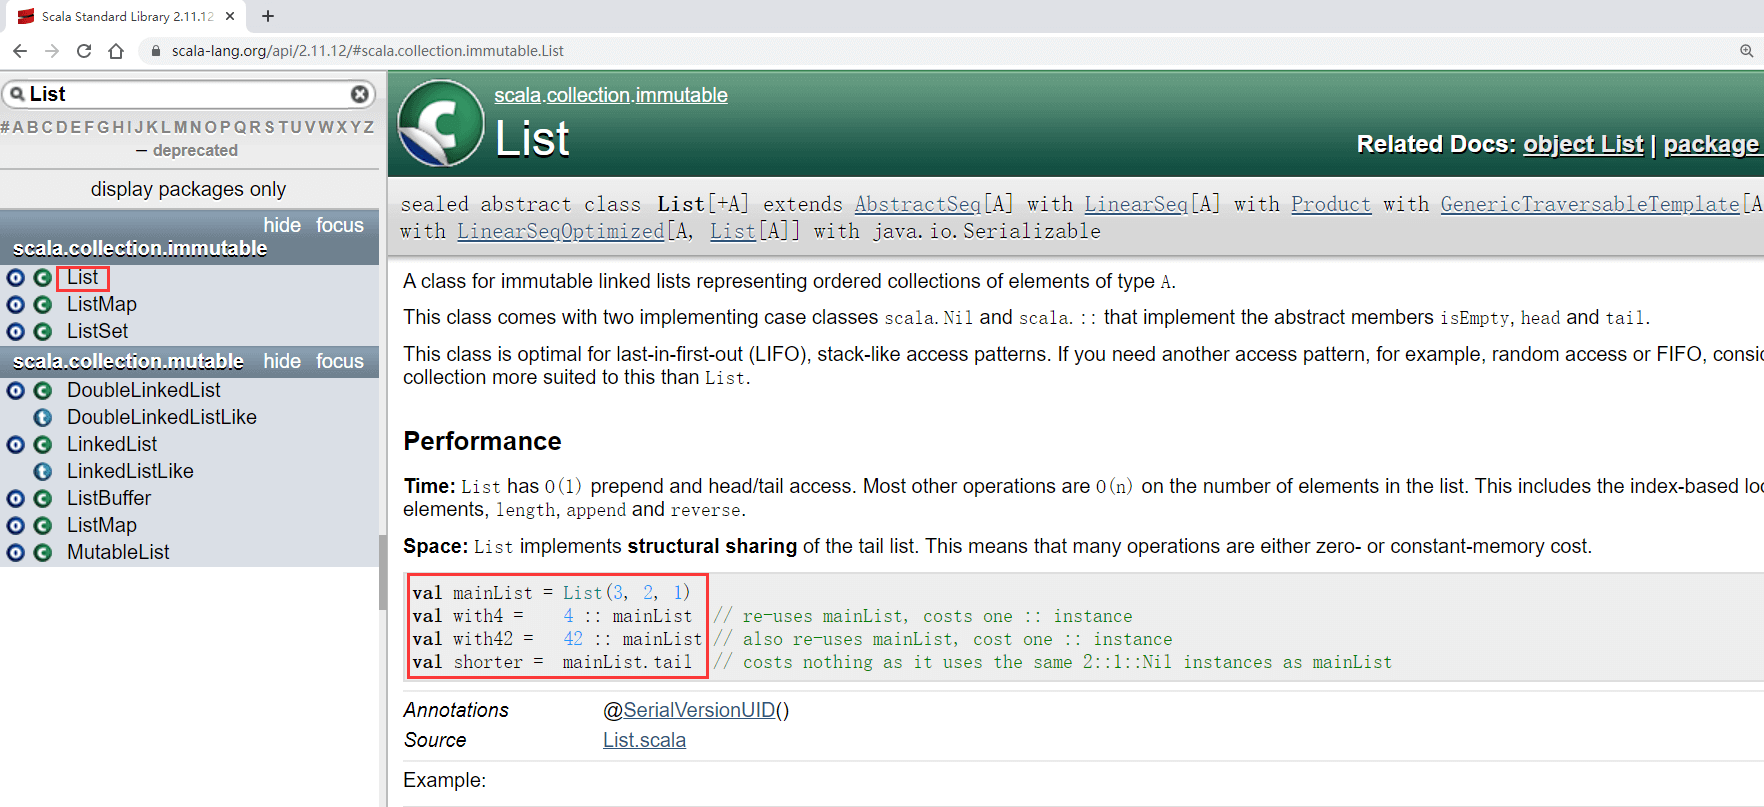 Scala Standard Library 2.11.12
scala-lang.org/api/2.11.12/#scala.collection.immutable.List
List
#ABCDEFGHIJKLMNOPQRSTUVWXYZ
– deprecated
display packages only
hide focus
scala.collection.immutable
List
ListMap
ListSet
scala.collection.mutable hide focus
DoubleLinkedList
DoubleLinkedListLike
LinkedList
LinkedListLike
ListBuffer
ListMap
MutableList
scala.collection.immutable
List
Related Docs: object List | package
sealed abstract class List[+A] extends AbstractSeq[A] with LinearSeq[A] with Product with GenericTraversableTemplate[A
with LinearSeqOptimized[A, List[A]] with java.io.Serializable
A class for immutable linked lists representing ordered collections of elements of type A.
This class comes with two implementing case classes scala.Nil and scala.:: that implement the abstract members isEmpty, head and tail.
This class is optimal for last-in-first-out (LIFO), stack-like access patterns. If you need another access pattern, for example, random access or FIFO, consi
collection more suited to this than List.
Performance
Time: List has O(1) prepend and head/tail access. Most other operations are O(n) on the number of elements in the list. This includes the index-based lo
elements, length, append and reverse.
Space: List implements structural sharing of the tail list. This means that many operations are either zero- or constant-memory cost.
val mainList = List(3, 2, 1)
val with4 = 4 :: mainList // re-uses mainList, costs one :: instance
val with42 = 42 :: mainList // also re-uses mainList, cost one :: instance
val shorter = mainList.tail // costs nothing as it uses the same 2::1::Nil instances as mainList
Annotations @SerialVersionUID()
Source List.scala
Example: